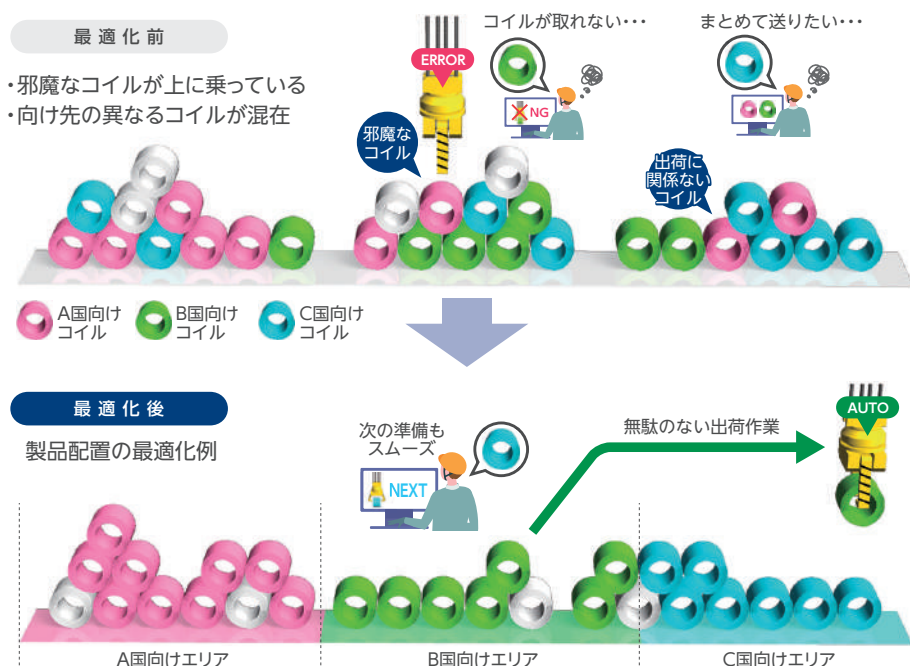 最適化前
・邪魔なコイルが上に乗っている
・向け先の異なるコイルが混在
コイルが取れない・・・
まとめて送りたい・・・
ERROR
NG
邪魔な
コイル
出荷に
関係ない
コイル
A国向け
コイル
B国向け
コイル
C国向け
コイル
最適化後
製品配置の最適化例
次の準備も
スムーズ
NEXT
無駄のない出荷作業
AUTO
A国向けエリア
B国向けエリア
C国向けエリア